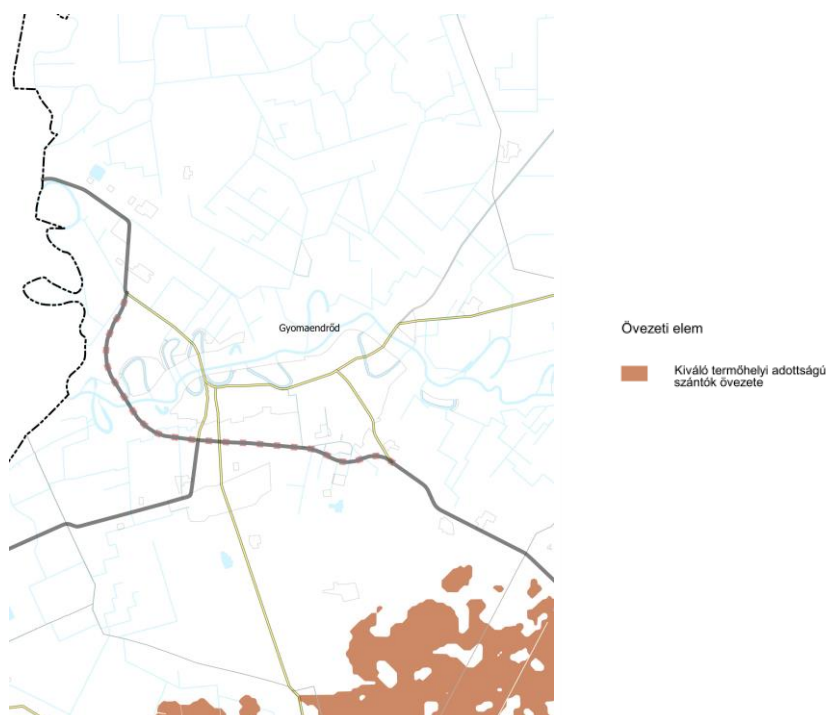 Gyomaendrőd
Övezeti elem
Kiváló termőhelyi adottságú
szántók övezete